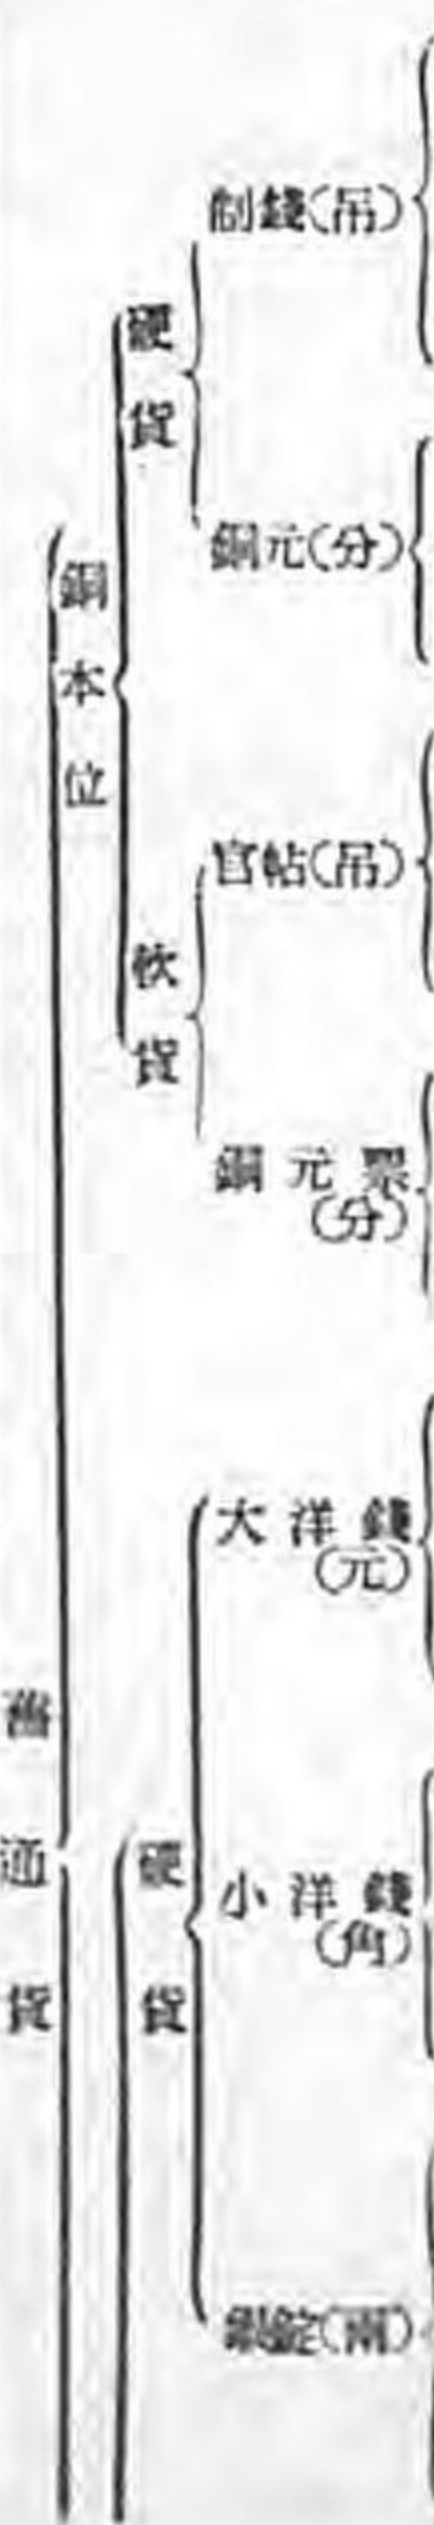 舊通貨
銅本位
硬貨
制錢(吊)
銅元(分)
軟貨
官帖(吊)
銅元票
(分)
硬貨
大洋錢
(元)
小洋錢
(角)
銀錠(兩)